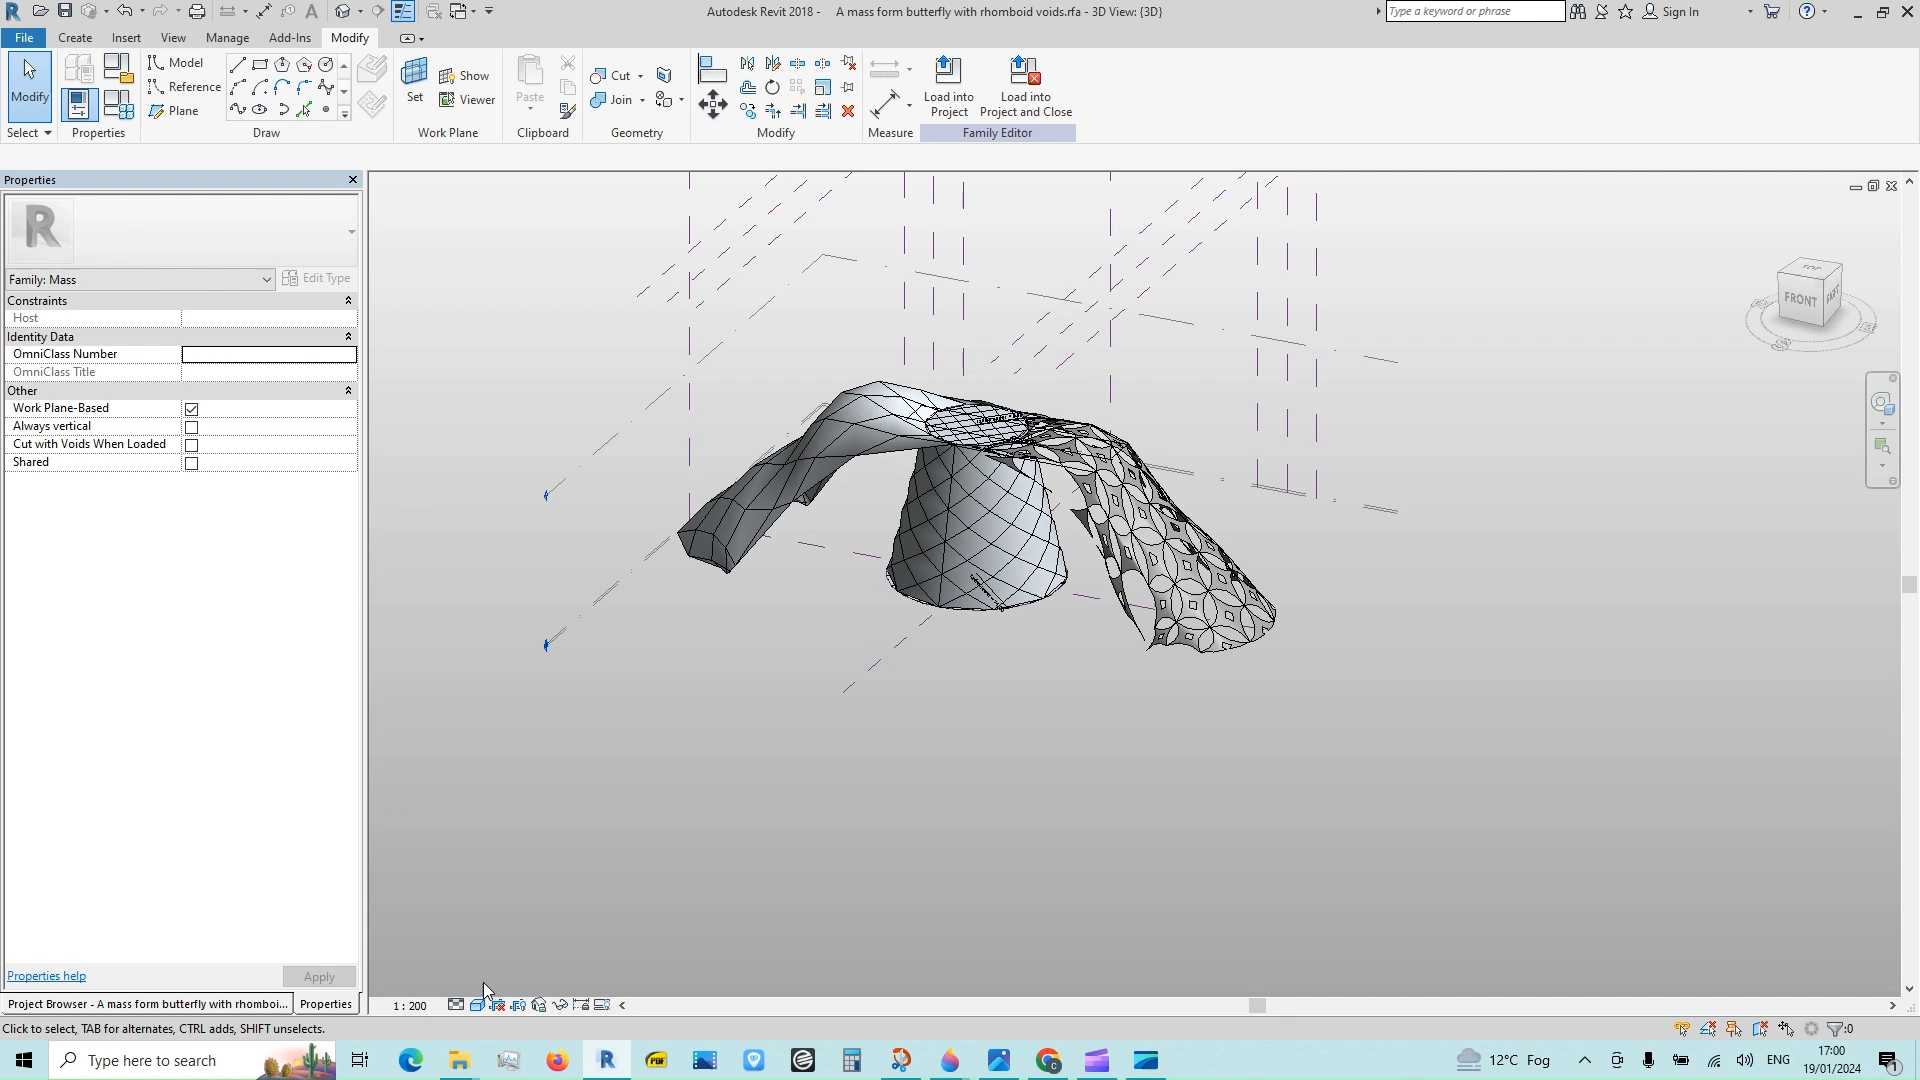 Autodesk Revit 2018 -    A mass form butterfly with rhomboid voids.rfa - 3D View: {3D}
Type a keyword or phrase
Sign In
File Create Insert View Manage Add-Ins Modify
Modify
Select
Properties
Model
Reference
Plane
Draw
Set
Show
Viewer
Work Plane
Paste
Clipboard
Cut
Join
Geometry
Modify
Measure
Load into
Project
Load into
Project and Close
Family Editor
Properties
Family: Mass
Edit Type
Constraints
Host
Identity Data
OmniClass Number
OmniClass Title
Other
Work Plane-Based
Always vertical
Cut with Voids When Loaded
Shared
TOP
FRONT
Properties help
Apply
Project Browser - A mass form butterfly with rhomboi...
Properties
1 : 200
Click to select, TAB for alternates, CTRL adds, SHIFT unselects.
:0
Type here to search
PDF
12°C Fog
ENG
17:00
19/01/2024
1